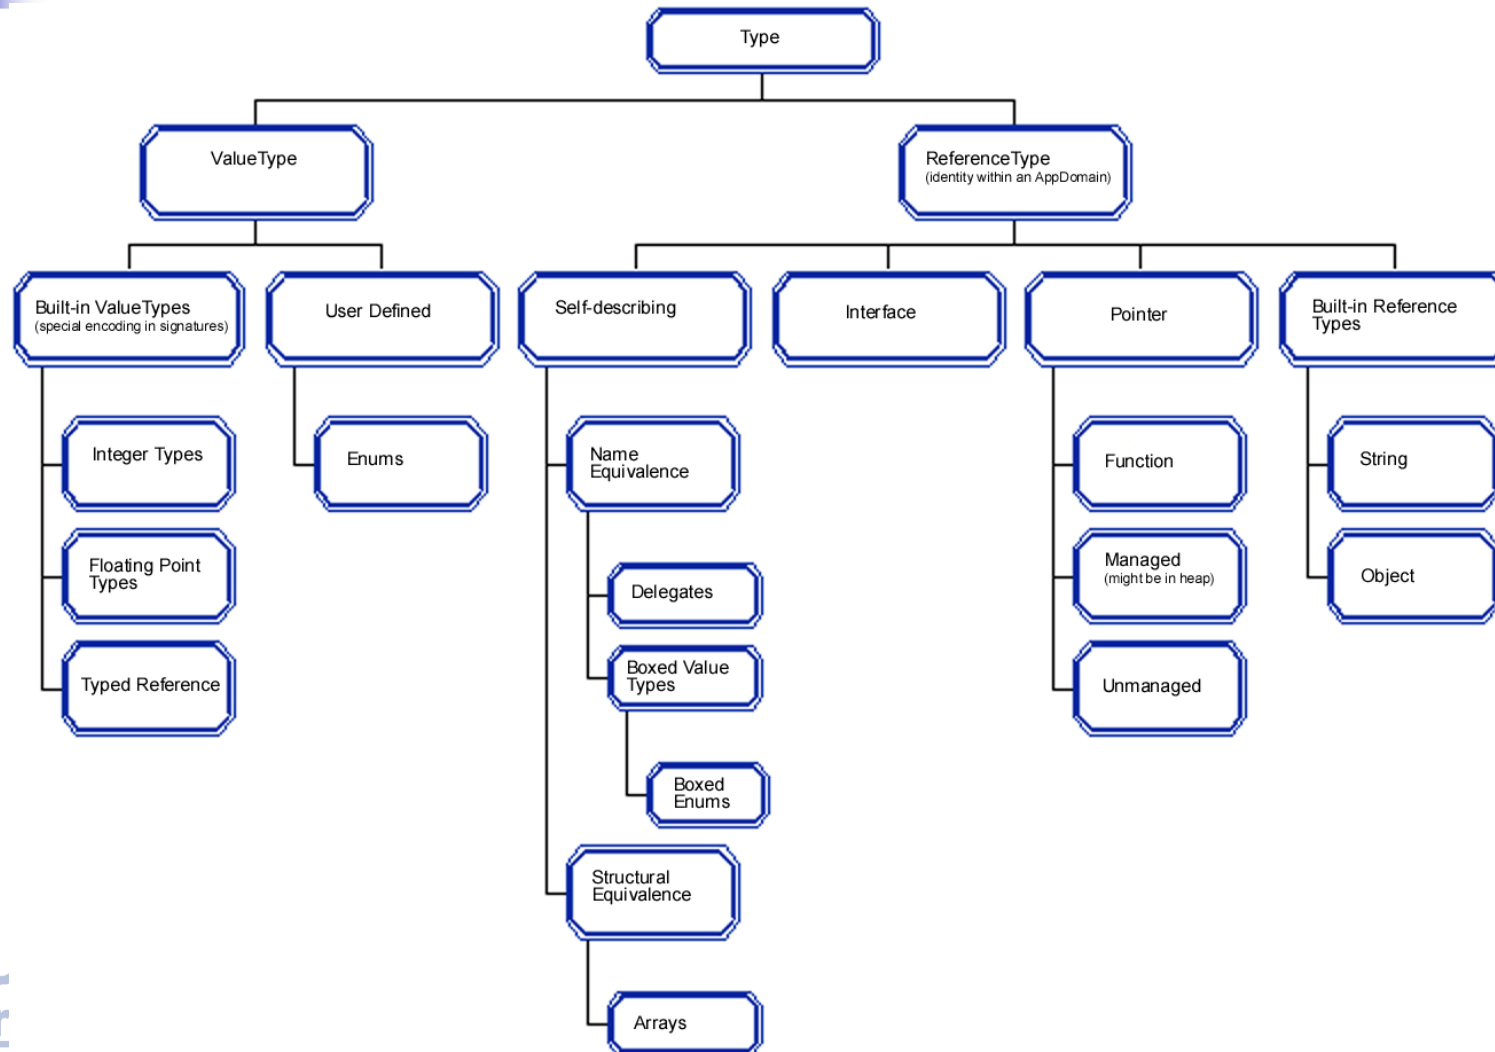 Type
ValueType
ReferenceType
(identity within an AppDomain)
Built-in ValueTypes
(special encoding in signatures)
User Defined
Self-describing
Interface
Pointer
Built-in Reference
Types
Integer Types
Enums
Name
Equivalence
Function
String
Floating Point
Types
Delegates
Managed
(might be in heap)
Object
Typed Reference
Boxed Value
Types
Unmanaged
Boxed
Enums
Structural
Equivalence
Arrays